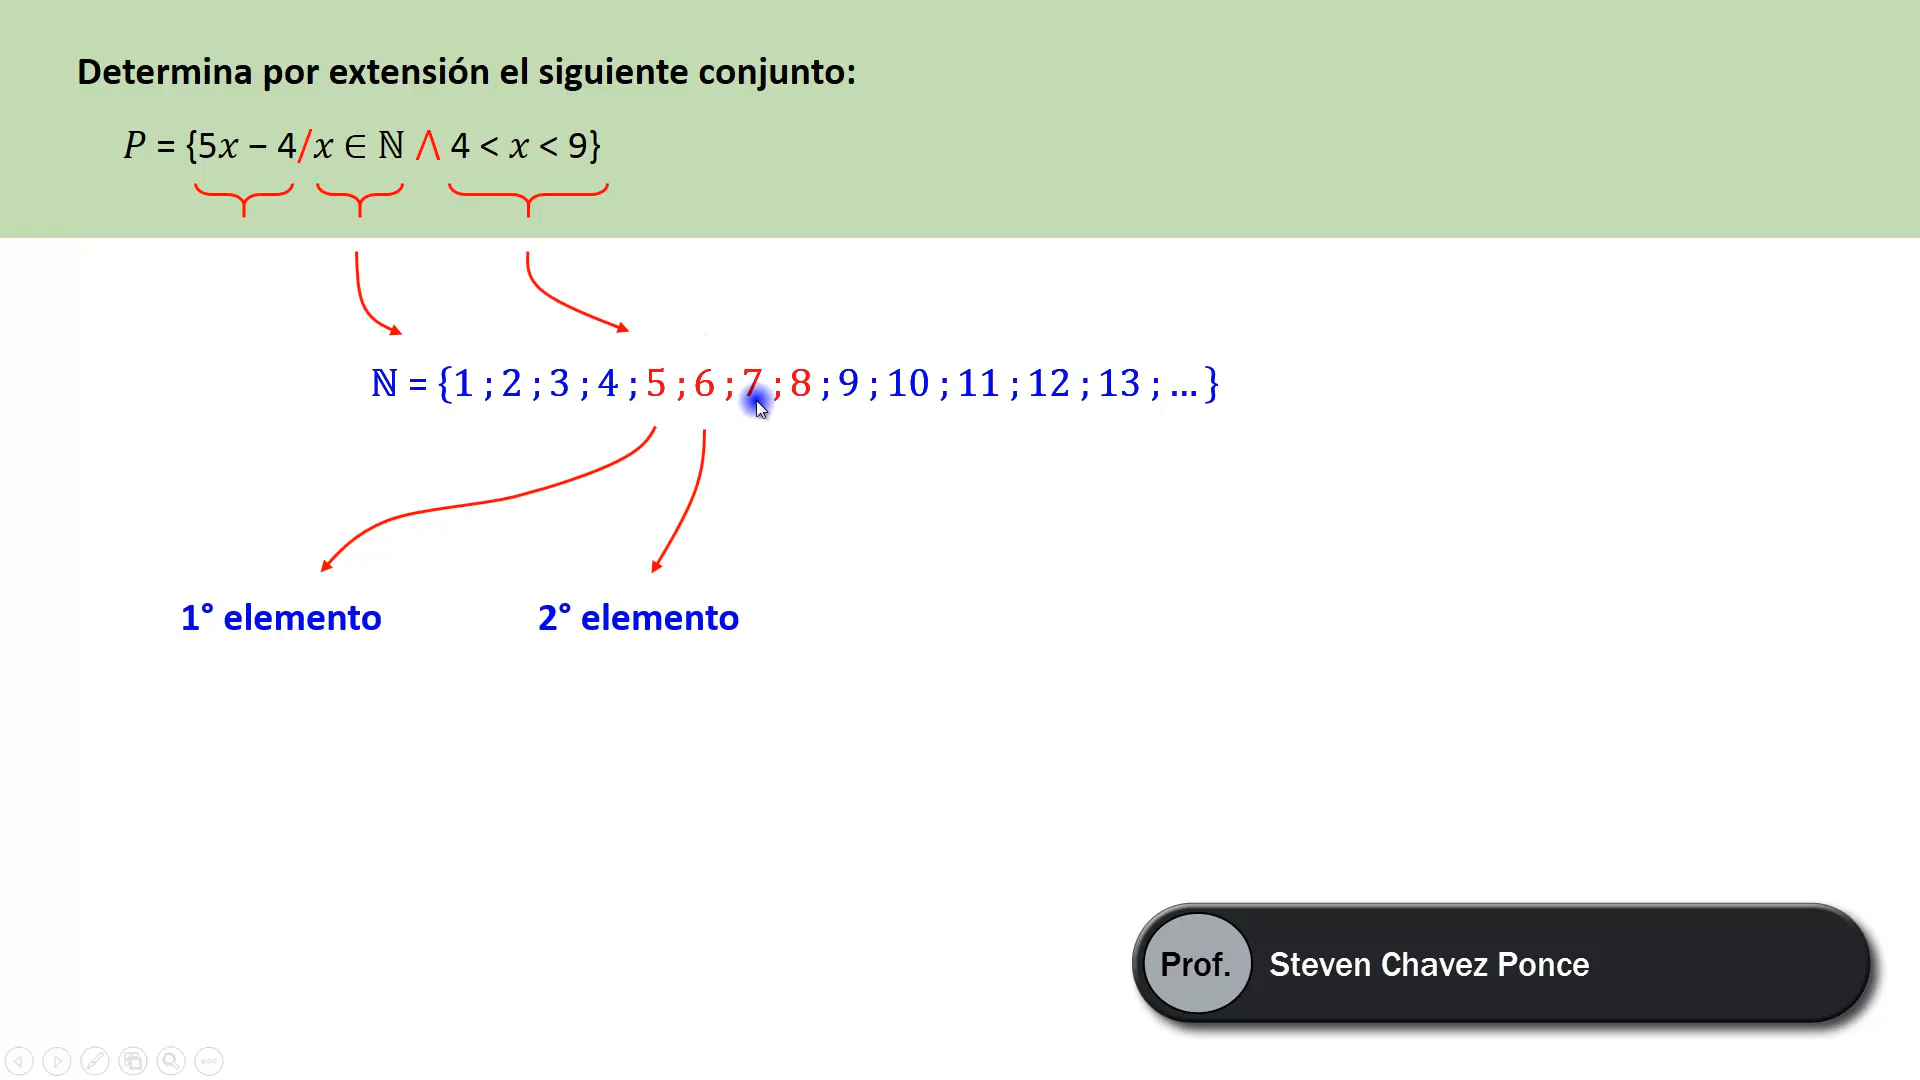 Determina por extensión el siguiente conjunto:
P = {5x − 4/x ∈ ℕ ⋀ 4 < x < 9}
ℕ = {1 ; 2 ; 3 ; 4 ; 5 ; 6 ; 7 ; 8 ; 9 ; 10 ; 11 ; 12 ; 13 ; ... }
1° elemento 2° elemento
Prof. Steven Chavez Ponce